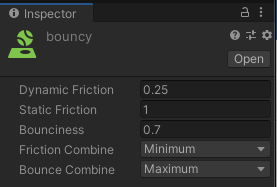 Inspector
bouncy
Open
Dynamic Friction 0.25
Static Friction 1
Bounciness 0.7
Friction Combine Minimum
Bounce Combine Maximum